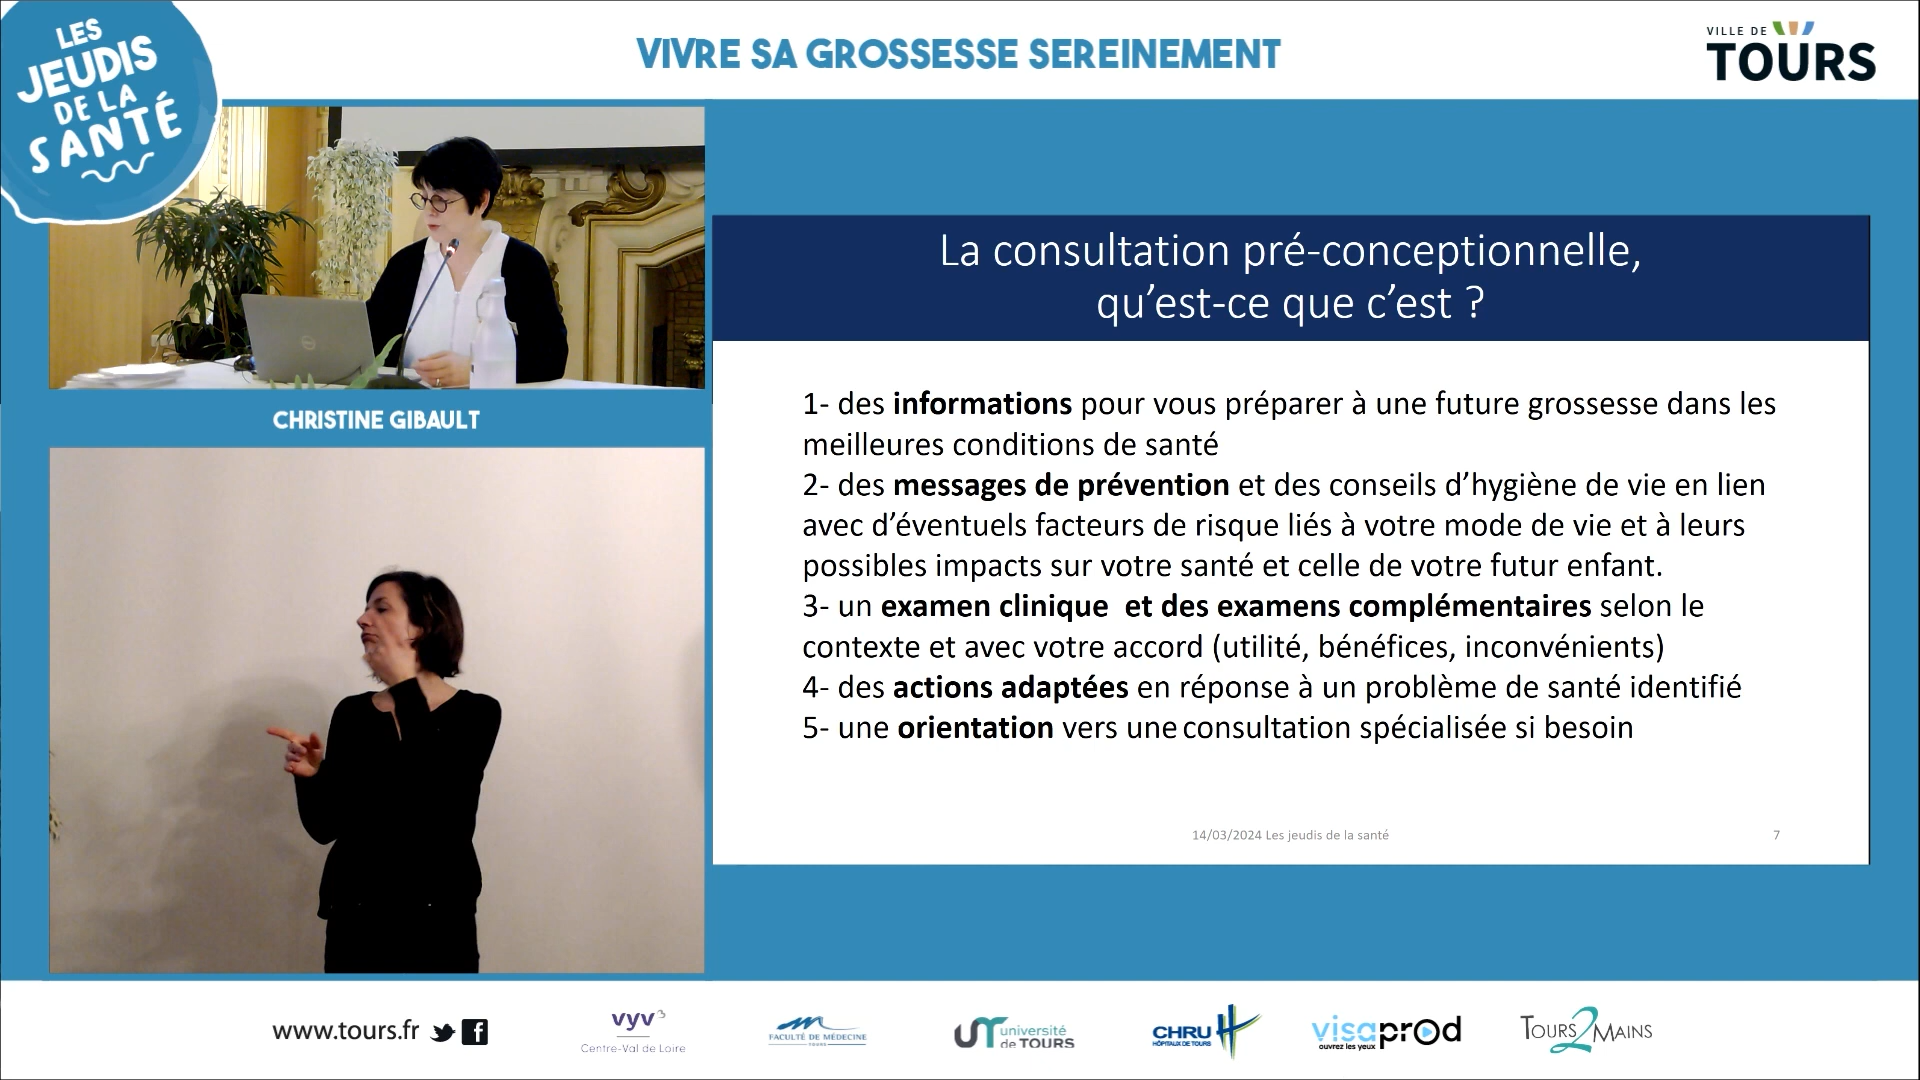 LES
JEUDIS
DE LA
SANTÉ
VIVRE SA GROSSESSE SEREINEMENT
VILLE DE
TOURS
CHRISTINE GIBAULT
La consultation pré-conceptionnelle,
qu’est-ce que c’est ?
1- des informations pour vous préparer à une future grossesse dans les
meilleures conditions de santé
2- des messages de prévention et des conseils d’hygiène de vie en lien
avec d’éventuels facteurs de risque liés à votre mode de vie et à leurs
possibles impacts sur votre santé et celle de votre futur enfant.
3- un examen clinique  et des examens complémentaires selon le
contexte et avec votre accord (utilité, bénéfices, inconvénients)
4- des actions adaptées en réponse à un problème de santé identifié
5- une orientation vers une consultation spécialisée si besoin
14/03/2024 Les jeudis de la santé
7
www.tours.fr
vyv3
Centre-Val de Loire
FACULTÉ DE MÉDECINE
TOURS
UT université
de TOURS
CHRU
HÔPITAUX DE TOURS
visaprod
ouvrez les yeux
TOURS 2 MAINS